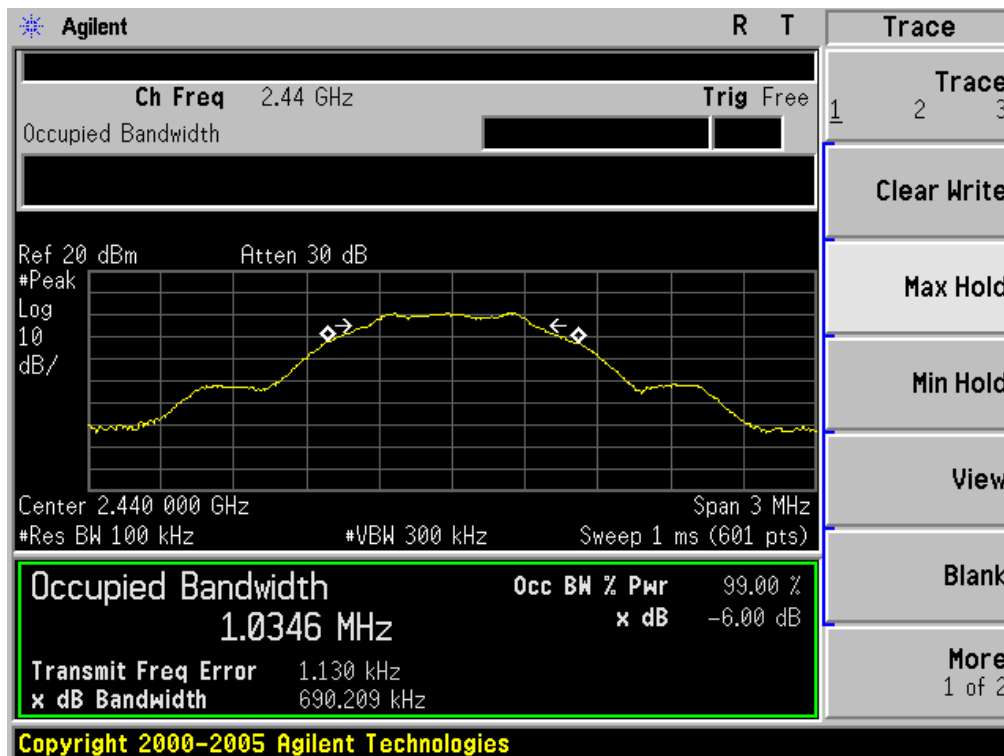 Agilent R T
Trace
Ch Freq 2.44 GHz Trig Free
Occupied Bandwidth
Trace
1 2 3
Clear Write
Max Hold
Min Hold
View
Blank
More
1 of 2
Ref 20 dBm Atten 30 dB
#Peak
Log
10
dB/
Center 2.440 000 GHz Span 3 MHz
#Res BW 100 kHz #VBW 300 kHz Sweep 1 ms (601 pts)
Occupied Bandwidth
1.0346 MHz
Occ BW % Pwr 99.00 %
x dB -6.00 dB
Transmit Freq Error 1.130 kHz
x dB Bandwidth 690.209 kHz
Copyright 2000-2005 Agilent Technologies